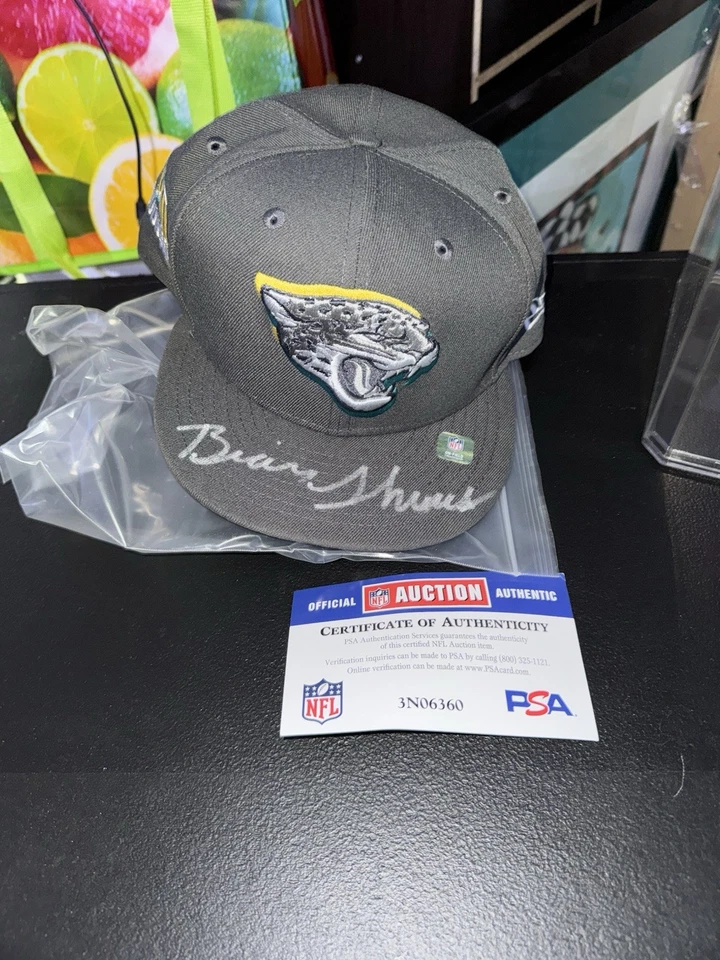 Brian Thomas
NFL
OFFICIAL NFL AUCTION AUTHENTIC
CERTIFICATE OF AUTHENTICITY
PSA Authentication Services guarantees the authenticity
of this certified NFL Auction item.
Verification inquiries can be made to PSA by calling (800) 325-1121.
Online verification can be made at www.PSAcard.com.
NFL 3N06360 PSA